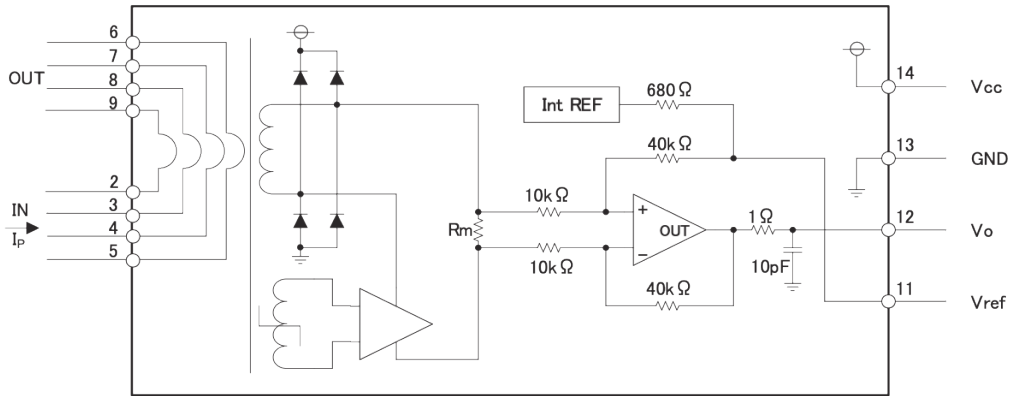 6
7
OUT
8
9
2
IN
3
I_P
4
5
Int REF
680Ω
40kΩ
10kΩ
+
Rm
OUT
−
10kΩ
40kΩ
1Ω
10pF
14
Vcc
13
GND
12
Vo
11
Vref